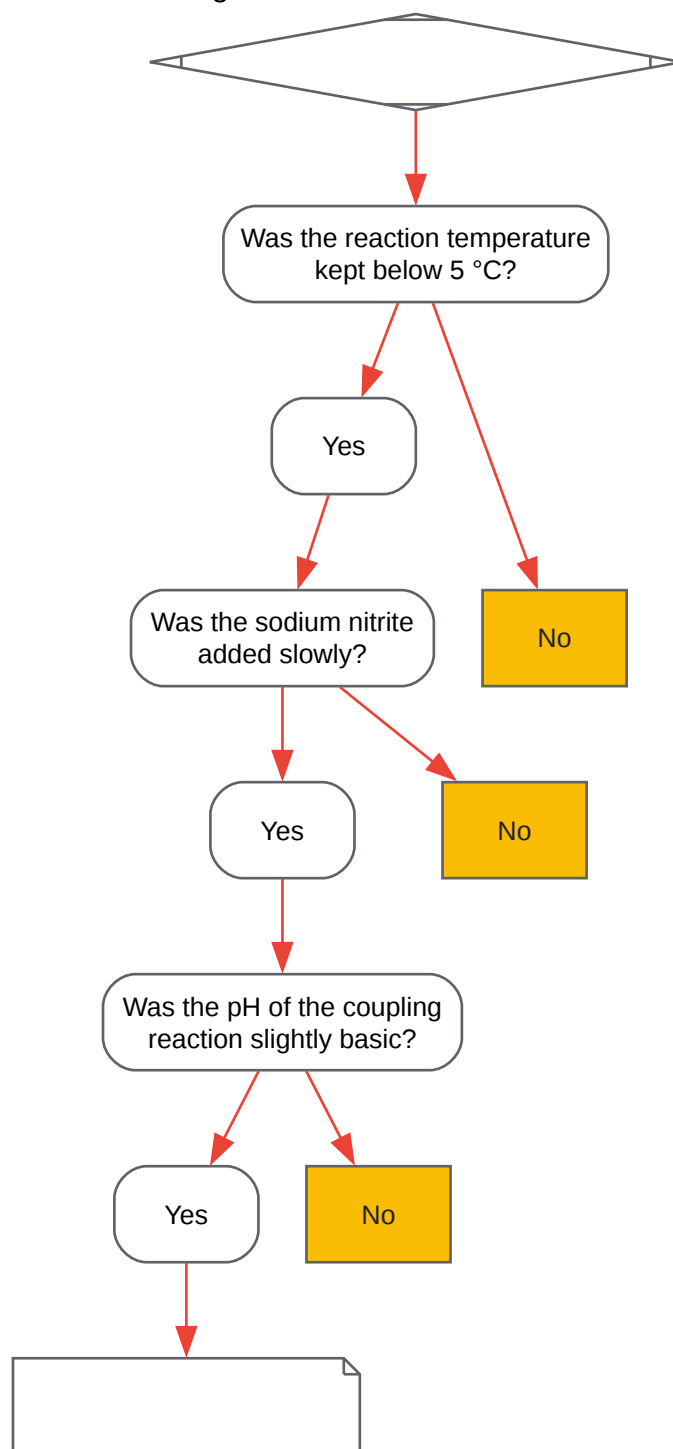 Was the reaction temperature
kept below 5 °C?
Yes
Was the sodium nitrite
added slowly?
No
Yes
No
Was the pH of the coupling
reaction slightly basic?
Yes
No